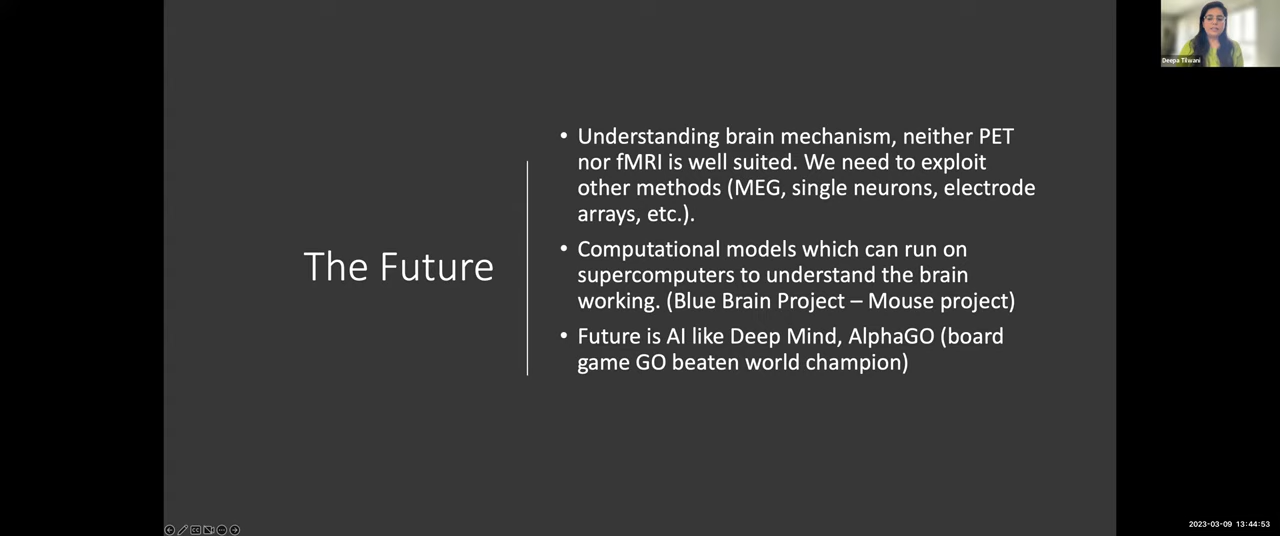 Deepa Tilwani
The Future
• Understanding brain mechanism, neither PET
nor fMRI is well suited. We need to exploit
other methods (MEG, single neurons, electrode
arrays, etc.).
• Computational models which can run on
supercomputers to understand the brain
working. (Blue Brain Project – Mouse project)
• Future is AI like Deep Mind, AlphaGO (board
game GO beaten world champion)
2023-03-09 13:44:53